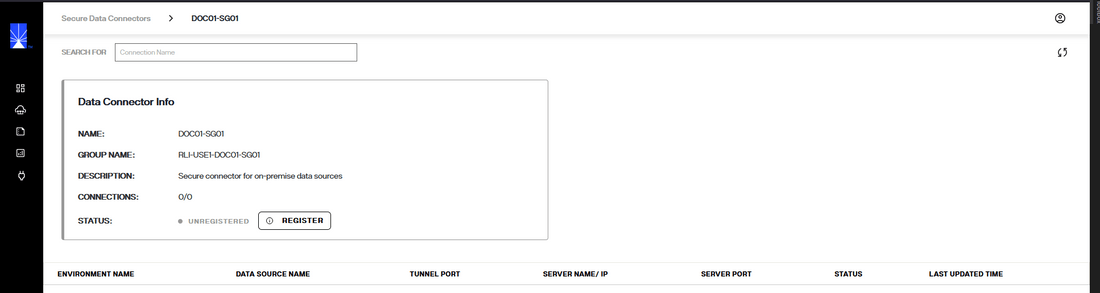 Secure Data Connectors > DOC01-SG01
SEARCH FOR Connection Name
Data Connector Info
NAME: DOC01-SG01
GROUP NAME: RLI-USE1-DOC01-SG01
DESCRIPTION: Secure connector for on-premise data sources
CONNECTIONS: 0/0
STATUS: UNREGISTERED REGISTER
ENVIRONMENT NAME DATA SOURCE NAME TUNNEL PORT SERVER NAME/ IP SERVER PORT STATUS LAST UPDATED TIME